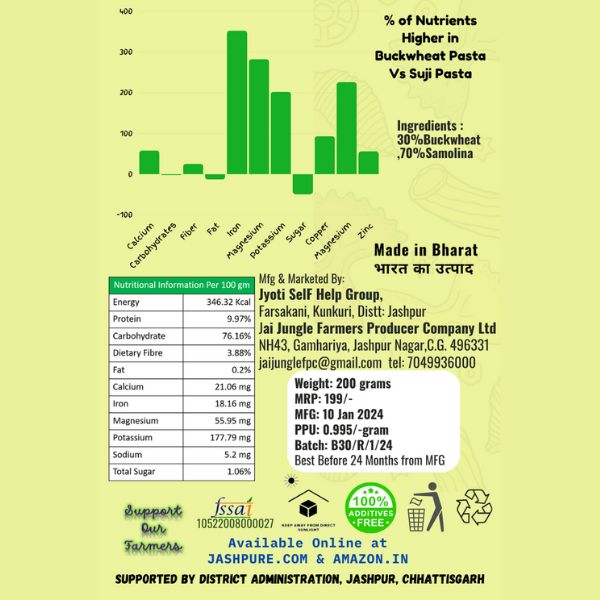 % of Nutrients
Higher in
Buckwheat Pasta
Vs Suji Pasta
400
300
200
100
0
-100
Calcium
Carbohydrates
Fiber
Fat
Iron
Magnesium
Potassium
Sugar
Copper
Magnesium
Zinc
Ingredients :
30%Buckwheat
,70%Samolina
Made in Bharat
भारत का उत्पाद
Nutritional Information Per 100 gm
Energy 346.32 Kcal
Protein 9.97%
Carbohydrate 76.16%
Dietary Fibre 3.88%
Fat 0.2%
Calcium 21.06 mg
Iron 18.16 mg
Magnesium 55.95 mg
Potassium 177.79 mg
Sodium 5.2 mg
Total Sugar 1.06%
Mfg & Marketed By:
Jyoti SelF Help Group,
Farsakani, Kunkuri, Distt: Jashpur
Jai Jungle Farmers Producer Company Ltd
NH43, Gamhariya, Jashpur Nagar,C.G. 496331
jaijunglefpc@gmail.com tel: 7049936000
Weight: 200 grams
MRP: 199/-
MFG: 10 Jan 2024
PPU: 0.995/-gram
Batch: B30/R/1/24
Best Before 24 Months from MFG
Support
Our
Farmers
fssai
10522008000027
KEEP AWAY FROM DIRECT
SUNLIGHT
100%
ADDITIVES
FREE
Available Online at
JASHPURE.COM & AMAZON.IN
SUPPORTED BY DISTRICT ADMINISTRATION, JASHPUR, CHHATTISGARH